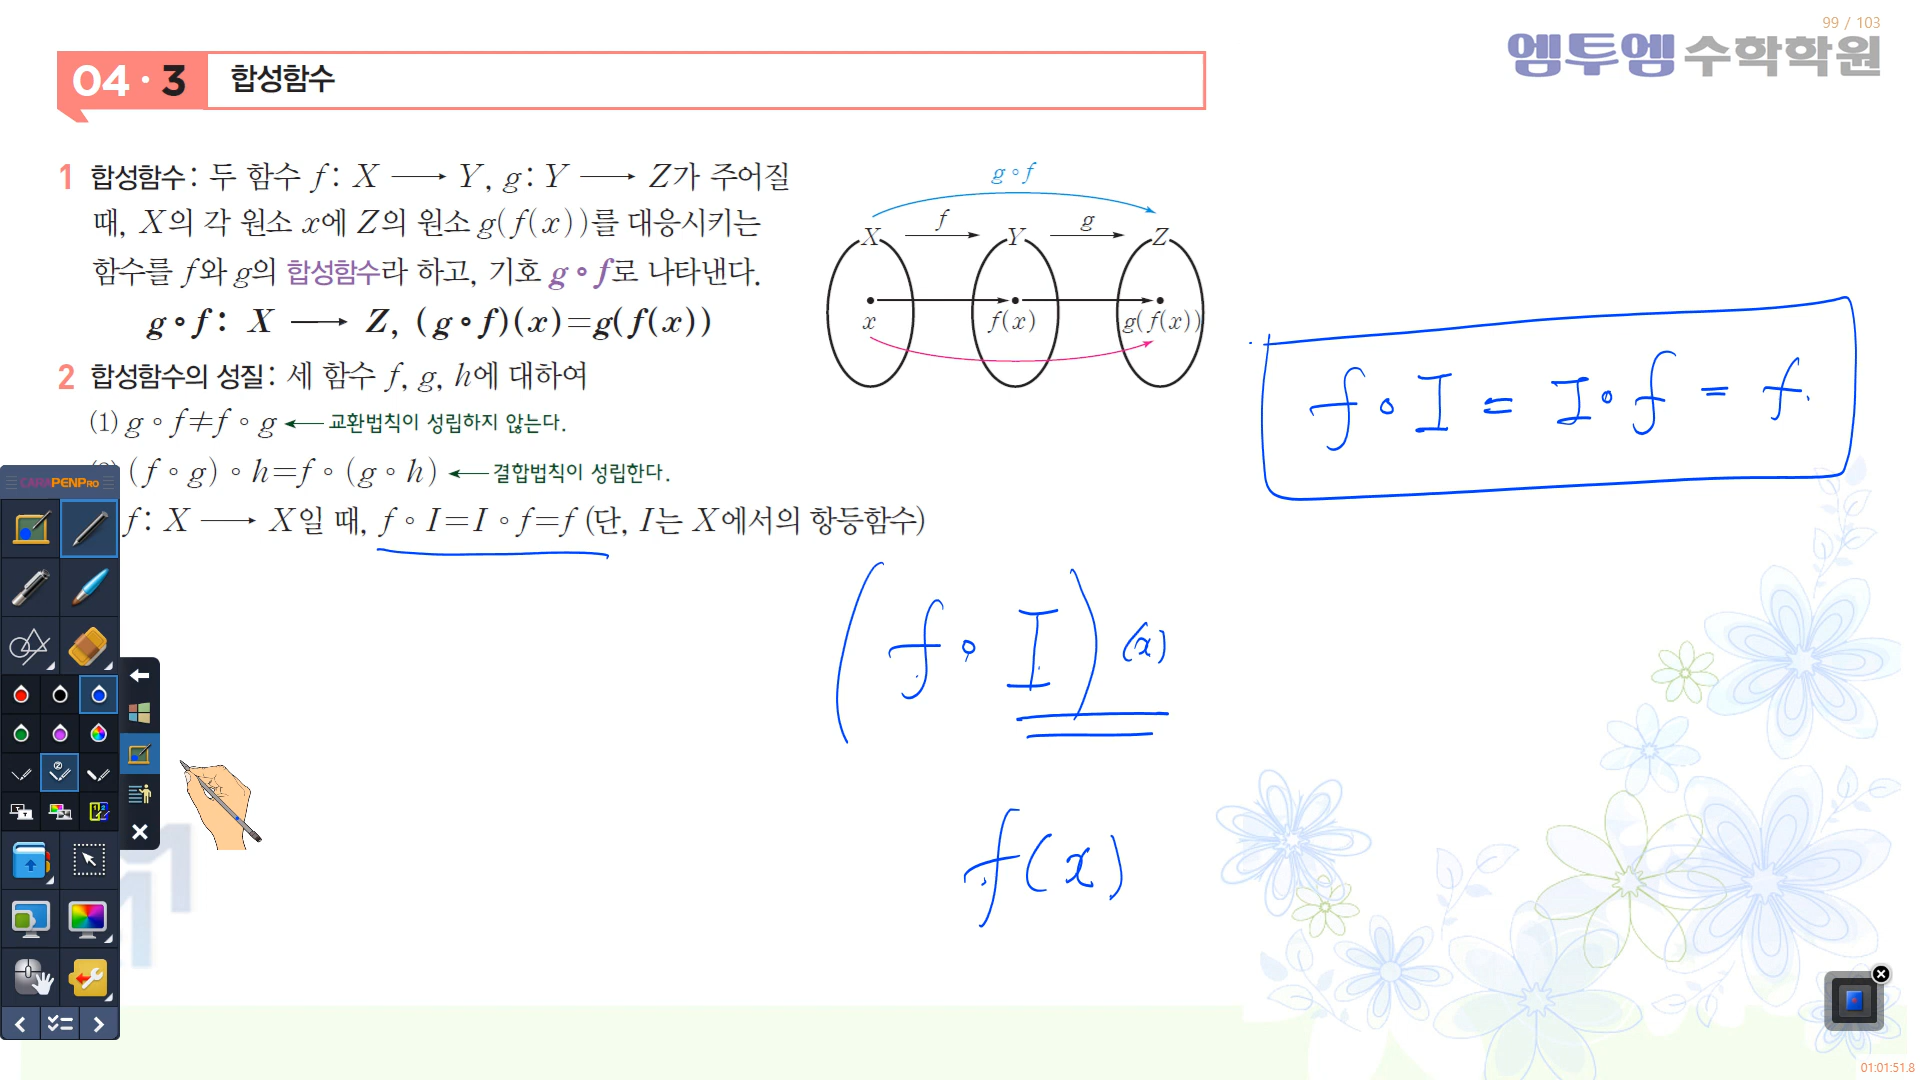 99 / 103
엠투엠 수학학원
04·3 합성함수
1 합성함수 : 두 함수 f : X ⟶ Y, g : Y ⟶ Z가 주어질
때, X의 각 원소 x에 Z의 원소 g(f(x))를 대응시키는
함수를 f와 g의 합성함수라 하고, 기호 g∘f로 나타낸다.
g∘f : X ⟶ Z, (g∘f)(x)=g(f(x))
g∘f
f g
X Y Z
x f(x) g(f(x))
f∘I = I∘f = f.
2 합성함수의 성질 : 세 함수 f, g, h에 대하여
(1) g∘f≠f∘g ⟵ 교환법칙이 성립하지 않는다.
(f∘g)∘h=f∘(g∘h) ⟵ 결합법칙이 성립한다.
f : X ⟶ X일 때, f∘I=I∘f=f (단, I는 X에서의 항등함수)
(f∘I)(x)
f(x)
CARAPENPRO
01:01:51.8